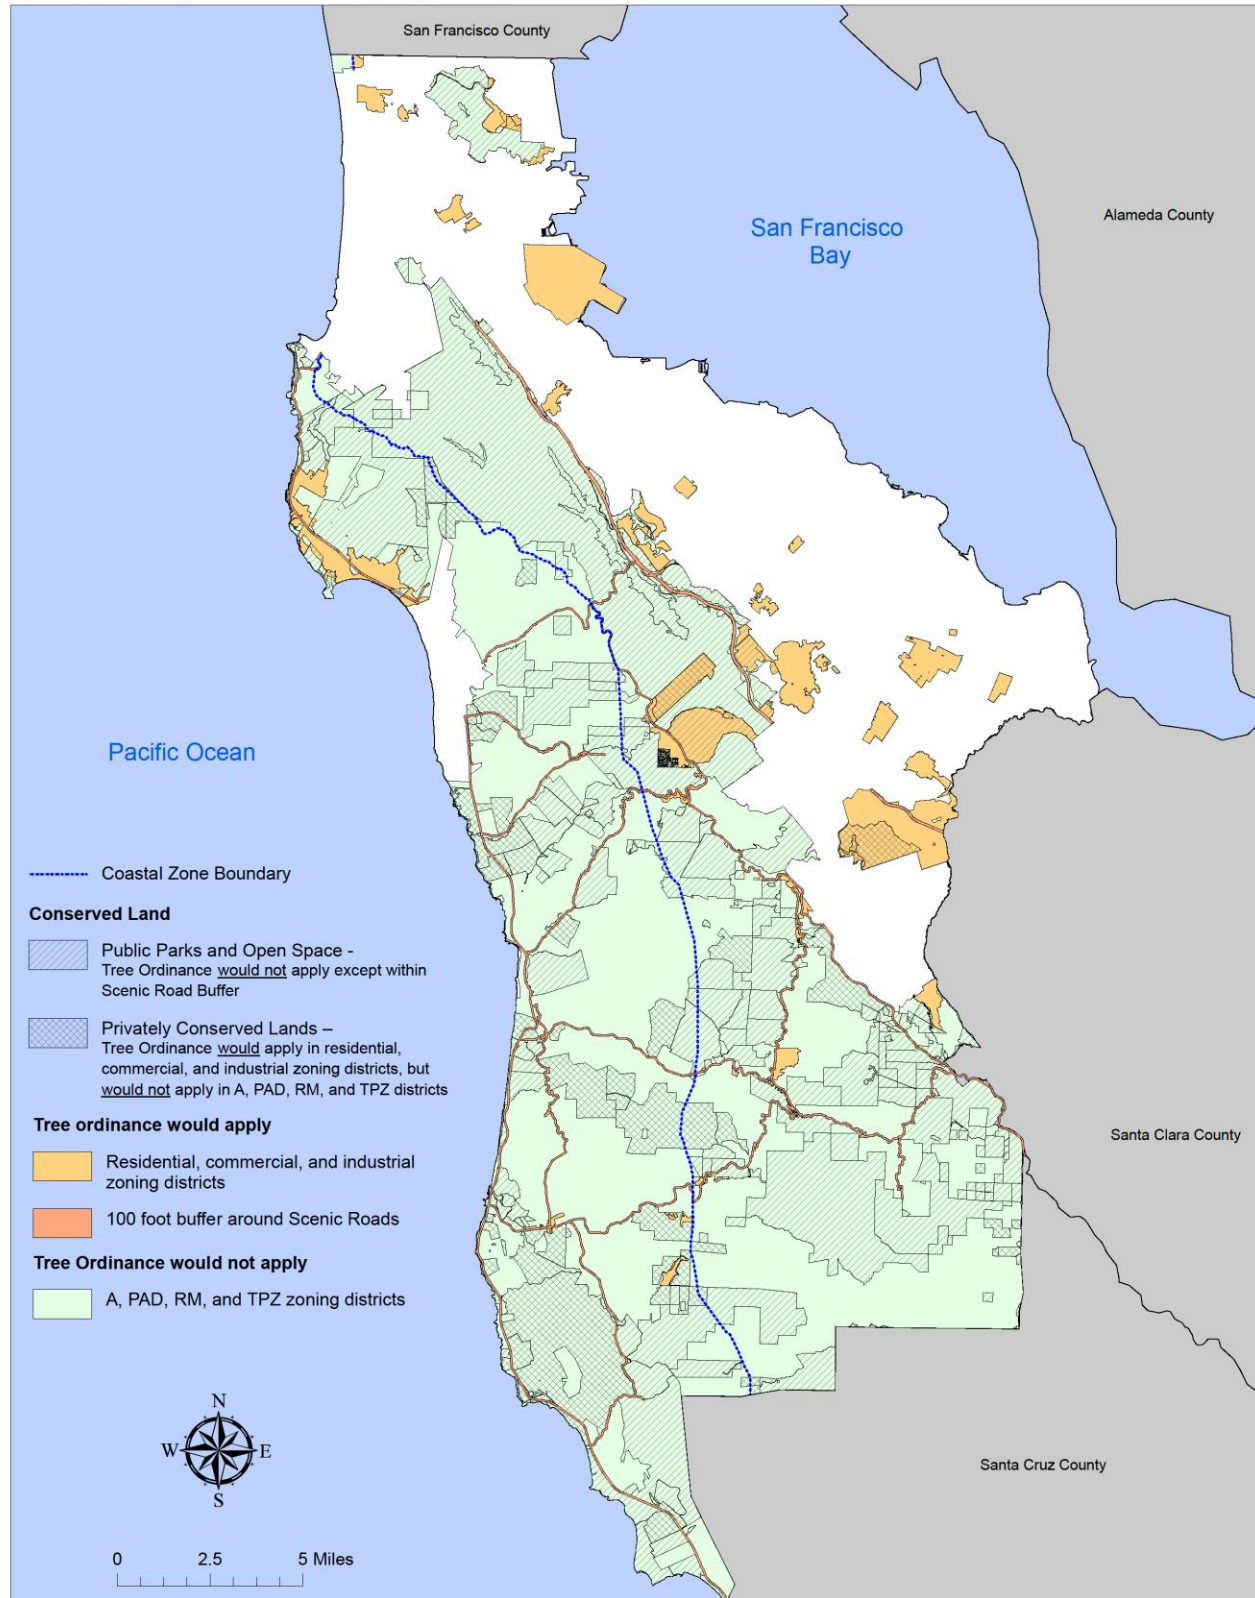 San Francisco County
Alameda County
San Francisco
Bay
Pacific Ocean
Coastal Zone Boundary
Conserved Land
Public Parks and Open Space -
Tree Ordinance would not apply except within
Scenic Road Buffer
Privately Conserved Lands –
Tree Ordinance would apply in residential,
commercial, and industrial zoning districts, but
would not apply in A, PAD, RM, and TPZ districts
Tree ordinance would apply
Residential, commercial, and industrial
zoning districts
100 foot buffer around Scenic Roads
Tree Ordinance would not apply
A, PAD, RM, and TPZ zoning districts
Santa Clara County
Santa Cruz County
N
W E
S
0 2.5 5 Miles